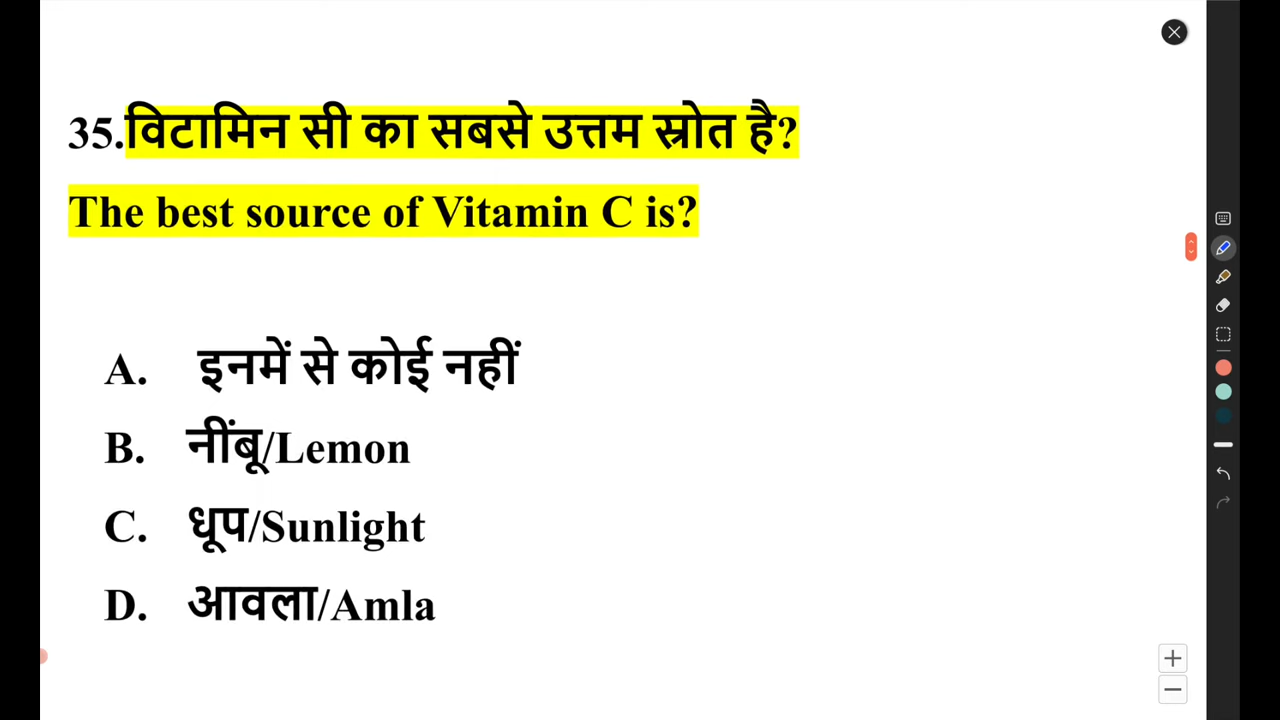 35.विटामिन सी का सबसे उत्तम स्रोत है?
The best source of Vitamin C is?
A. इनमें से कोई नहीं
B. नींबू/Lemon
C. धूप/Sunlight
D. आवला/Amla